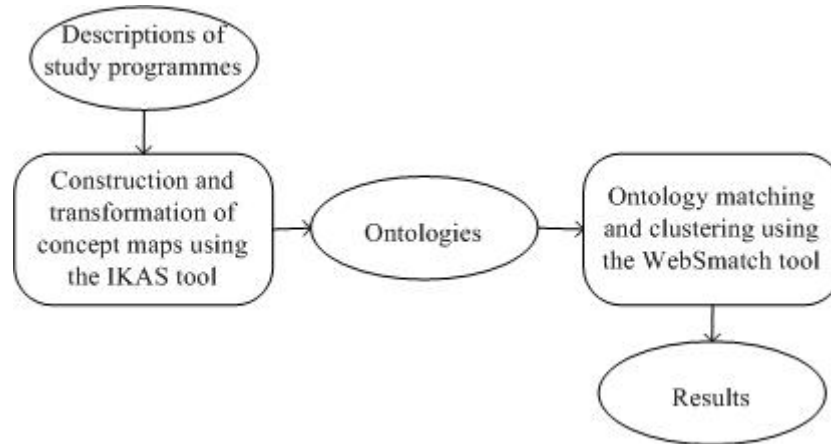 Descriptions of
study programmes
Construction and
transformation of
concept maps using
the IKAS tool
Ontologies
Ontology matching
and clustering using
the WebSmatch tool
Results